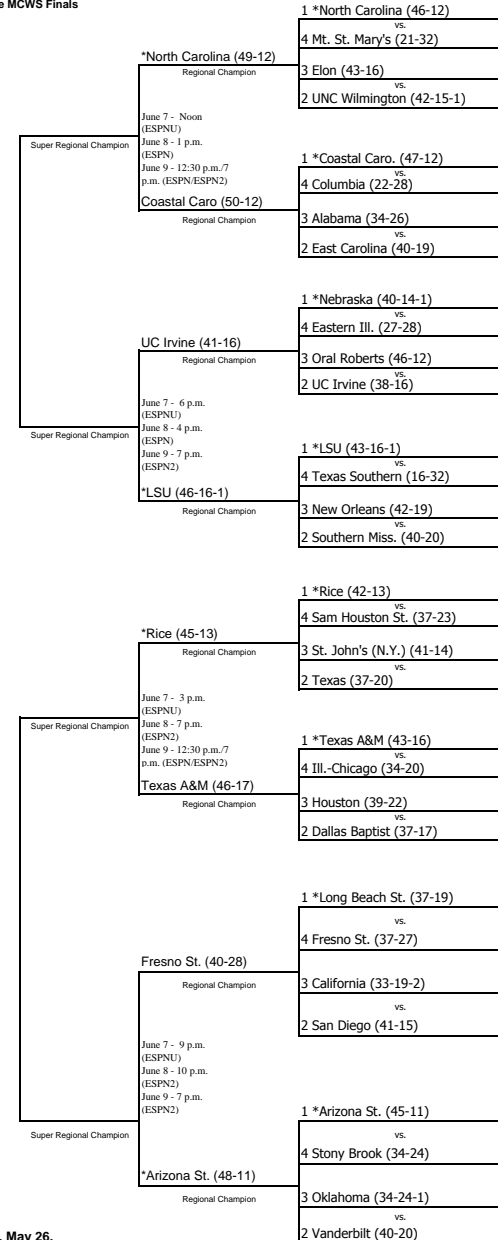 e MCWS Finals
1 *North Carolina (46-12)
vs.
4 Mt. St. Mary's (21-32)
*North Carolina (49-12)
Regional Champion
3 Elon (43-16)
vs.
2 UNC Wilmington (42-15-1)
June 7 - Noon
(ESPNU)
June 8 - 1 p.m.
(ESPN)
June 9 - 12:30 p.m./7
p.m. (ESPN/ESPN2)
Super Regional Champion
1 *Coastal Caro. (47-12)
vs.
4 Columbia (22-28)
Coastal Caro (50-12)
Regional Champion
3 Alabama (34-26)
vs.
2 East Carolina (40-19)
1 *Nebraska (40-14-1)
vs.
4 Eastern Ill. (27-28)
UC Irvine (41-16)
Regional Champion
3 Oral Roberts (46-12)
vs.
2 UC Irvine (38-16)
June 7 - 6 p.m.
(ESPNU)
June 8 - 4 p.m.
(ESPN)
June 9 - 7 p.m.
(ESPN2)
Super Regional Champion
1 *LSU (43-16-1)
vs.
4 Texas Southern (16-32)
*LSU (46-16-1)
Regional Champion
3 New Orleans (42-19)
vs.
2 Southern Miss. (40-20)
1 *Rice (42-13)
vs.
4 Sam Houston St. (37-23)
*Rice (45-13)
Regional Champion
3 St. John's (N.Y.) (41-14)
vs.
2 Texas (37-20)
June 7 - 3 p.m.
(ESPNU)
June 8 - 7 p.m.
(ESPN2)
June 9 - 12:30 p.m./7
p.m. (ESPN/ESPN2)
Super Regional Champion
1 *Texas A&M (43-16)
vs.
4 Ill.-Chicago (34-20)
Texas A&M (46-17)
Regional Champion
3 Houston (39-22)
vs.
2 Dallas Baptist (37-17)
1 *Long Beach St. (37-19)
vs.
4 Fresno St. (37-27)
Fresno St. (40-28)
Regional Champion
3 California (33-19-2)
vs.
2 San Diego (41-15)
June 7 - 9 p.m.
(ESPNU)
June 8 - 10 p.m.
(ESPN2)
June 9 - 7 p.m.
(ESPN2)
Super Regional Champion
1 *Arizona St. (45-11)
vs.
4 Stony Brook (34-24)
*Arizona St. (48-11)
Regional Champion
3 Oklahoma (34-24-1)
vs.
2 Vanderbilt (40-20)
, May 26.